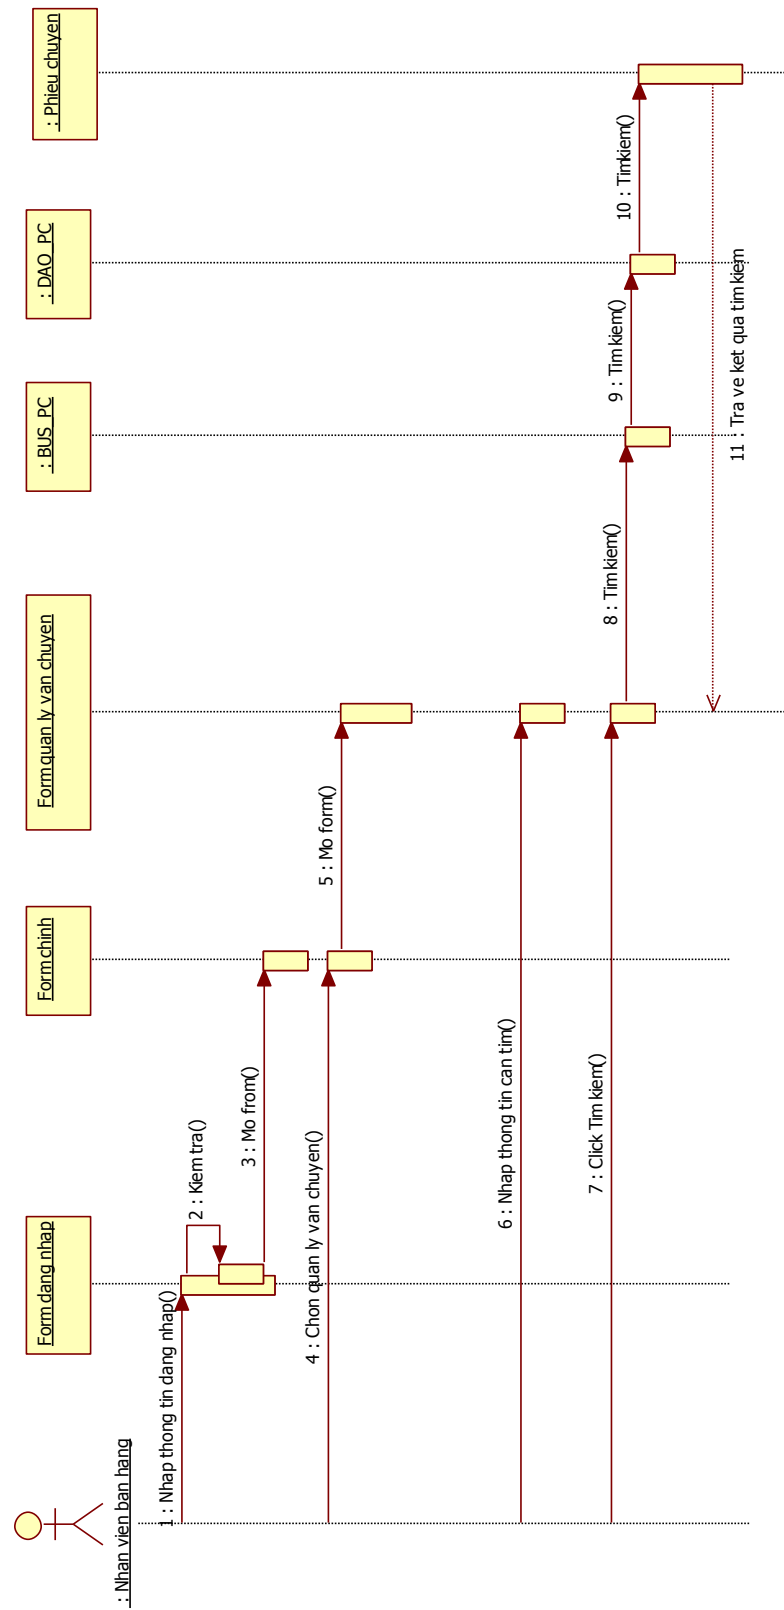 : Nhan vien ban hang
Form dang nhap
Form chinh
Form quan ly van chuyen
: BUS_PC
: DAO_PC
: Phieu chuyen
1 : Nhap thong tin dang nhap()
2 : Kiem tra()
3 : Mo from()
4 : Chon quan ly van chuyen()
5 : Mo form()
6 : Nhap thong tin can tim()
7 : Click Tim kiem()
8 : Tim kiem()
9 : Tim kiem()
10 : Timkiem()
11 : Tra ve ket qua tim kiem